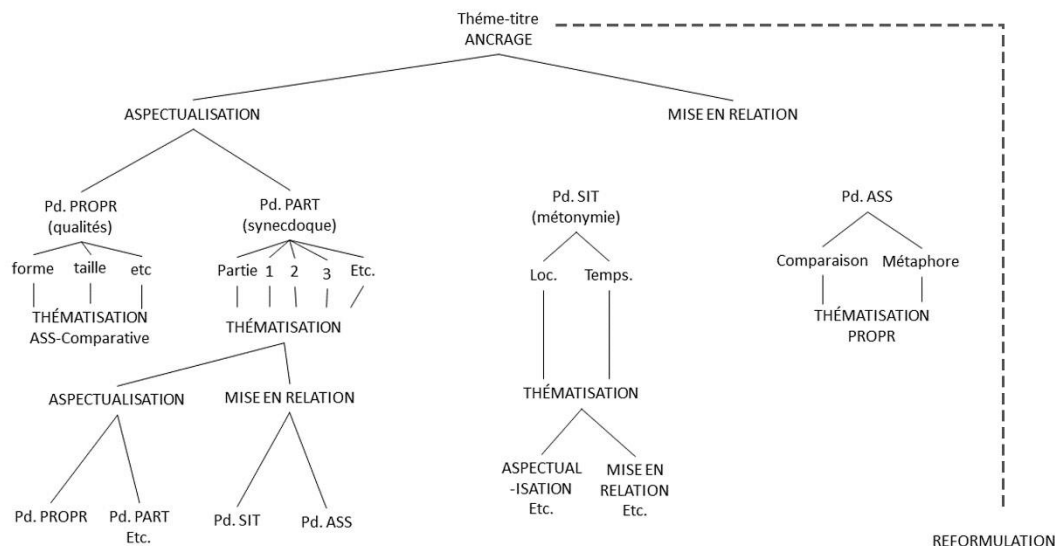 Théme-titre
ANCRAGE
ASPECTUALISATION
MISE EN RELATION
Pd. PROPR
(qualités)
Pd. PART
(synecdoque)
Pd. SIT
(métonymie)
Pd. ASS
forme taille etc
Partie 1 2 3 Etc.
Loc. Temps.
Comparaison Métaphore
THÉMATISATION
ASS-Comparative
THÉMATISATION
THÉMATISATION
PROPR
ASPECTUALISATION
MISE EN RELATION
THÉMATISATION
ASPECTUAL
-ISATION
Etc.
MISE EN
RELATION
Etc.
Pd. PROPR
Pd. PART
Etc.
Pd. SIT
Pd. ASS
REFORMULATION